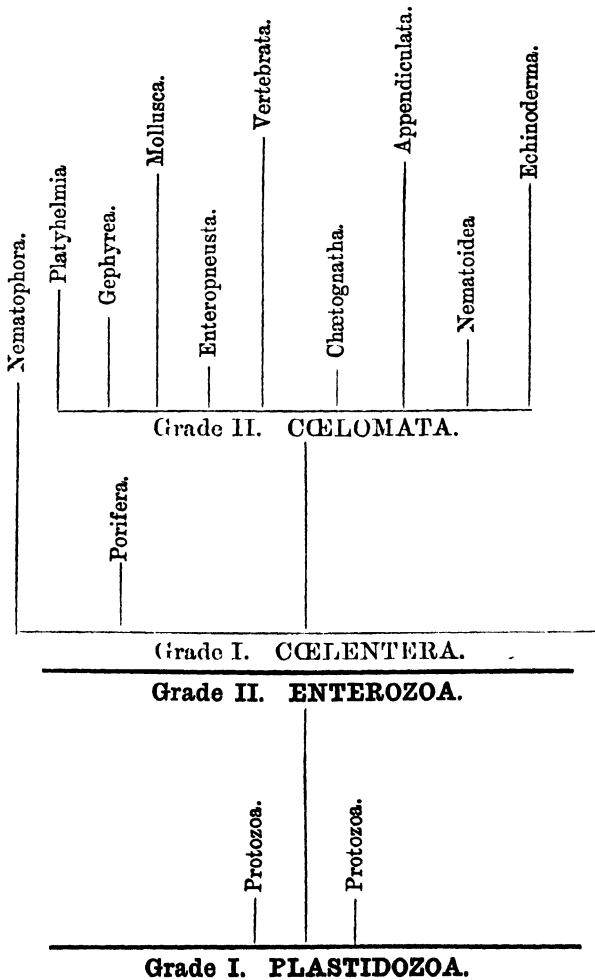 Nematophora.
Platyhelmia
Gephyrea.
Mollusca.
Enteropneusta.
Vertebrata.
Chætognatha.
Appendiculata.
Nematoidea
Echinoderma.
Grade II. CŒLOMATA.
Porifera.
Grade I. CŒLENTERA.
Grade II. ENTEROZOA.
Protozoa.
Protozoa.
Grade I. PLASTIDOZOA.